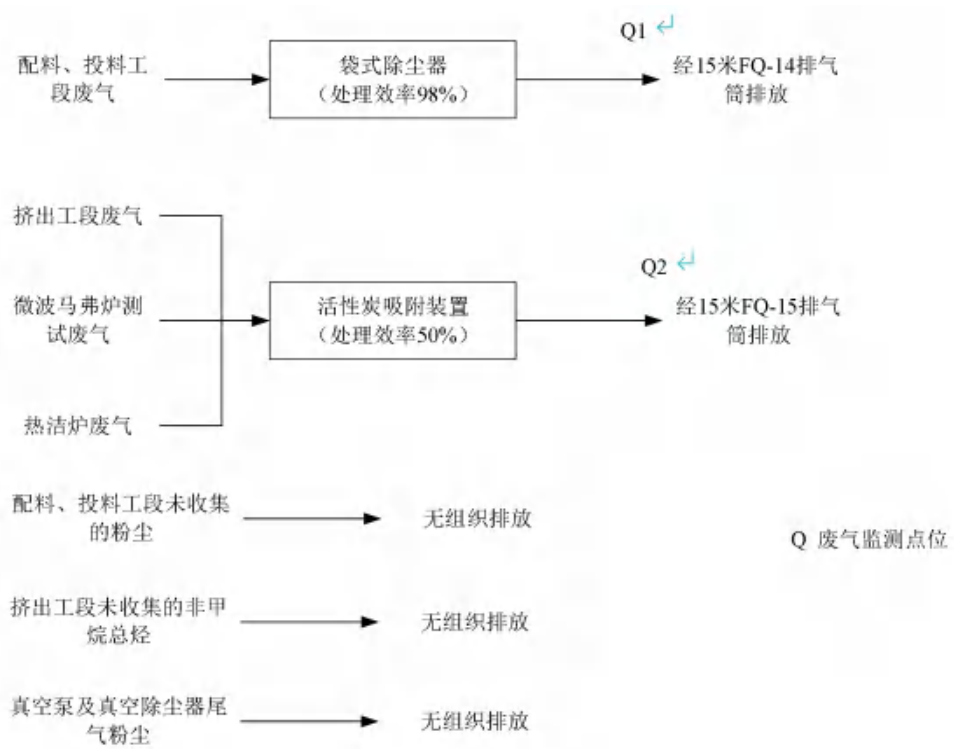 Q1
配料、投料工
段废气
袋式除尘器
（处理效率98%）
经15米FQ-14排气
筒排放
挤出工段废气
微波马弗炉测
试废气
热洁炉废气
活性炭吸附装置
（处理效率50%）
Q2
经15米FQ-15排气
筒排放
配料、投料工段未收集
的粉尘
无组织排放
Q 废气监测点位
挤出工段未收集的非甲
烷总烃
无组织排放
真空泵及真空除尘器尾
气粉尘
无组织排放